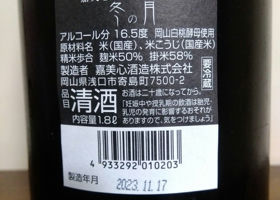 冬の月
アルコール分 16.5度 岡山白桃酵母使用
原材料名 米(国産)、米こうじ(国産米)
精米歩合 麹米50% 掛米58%
製造者 嘉美心酒造株式会社
岡山県浅口市寄島町7500-2
要冷蔵
品目 清酒
お酒は二十歳になってから。
「妊娠中や授乳期の飲酒は胎児・
乳児の発育に影響するおそれが
ありますので、気をつけましょう」
内容量 1.8ℓ
4 933292 010203
製造年月 2023.11.17